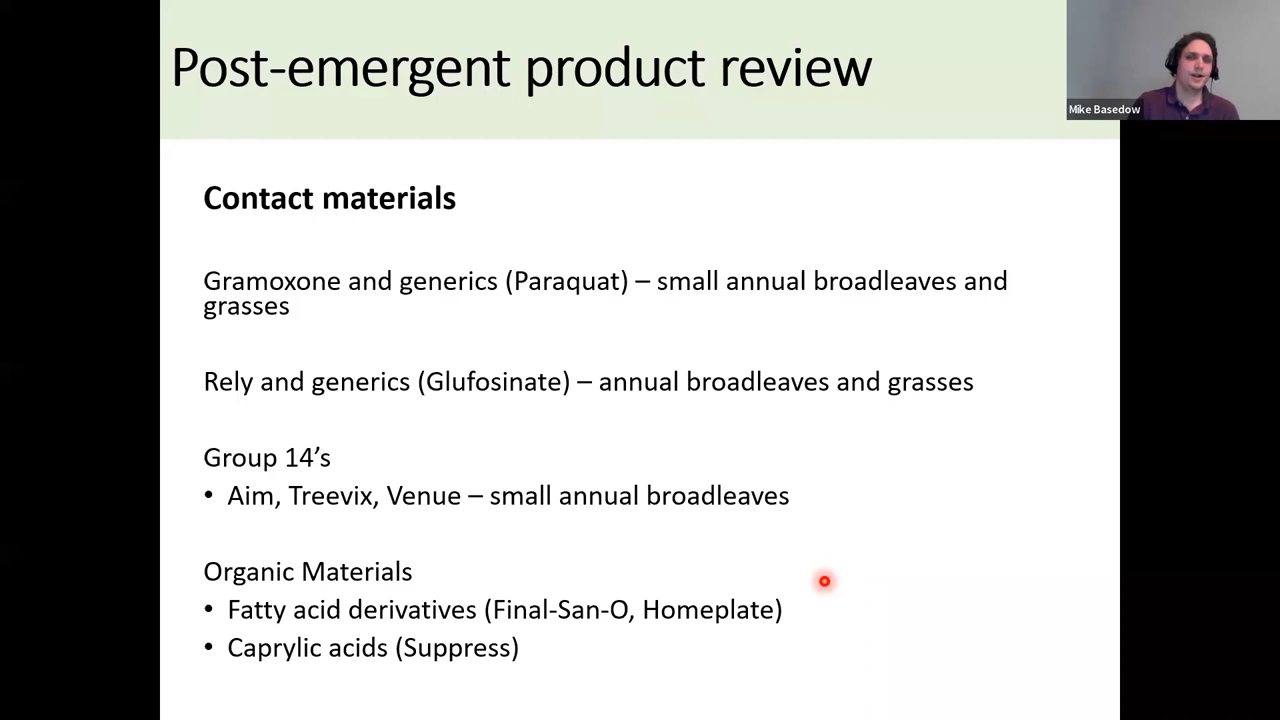 Post-emergent product review
Mike Basedow
Contact materials
Gramoxone and generics (Paraquat) – small annual broadleaves and
grasses
Rely and generics (Glufosinate) – annual broadleaves and grasses
Group 14’s
• Aim, Treevix, Venue – small annual broadleaves
Organic Materials
• Fatty acid derivatives (Final-San-O, Homeplate)
• Caprylic acids (Suppress)